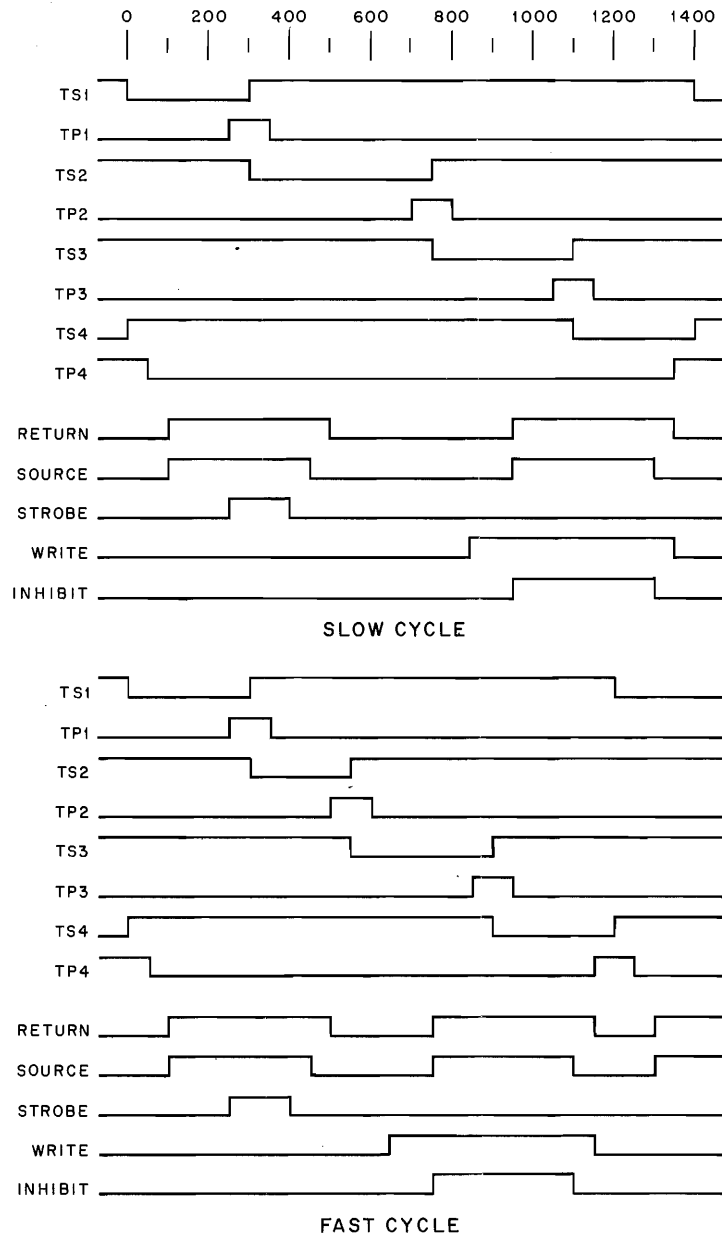 0 200 400 600 800 1000 1200 1400
TS1
TP1
TS2
TP2
TS3
TP3
TS4
TP4
RETURN
SOURCE
STROBE
WRITE
INHIBIT
SLOW CYCLE
TS1
TP1
TS2
TP2
TS3
TP3
TS4
TP4
RETURN
SOURCE
STROBE
WRITE
INHIBIT
FAST CYCLE